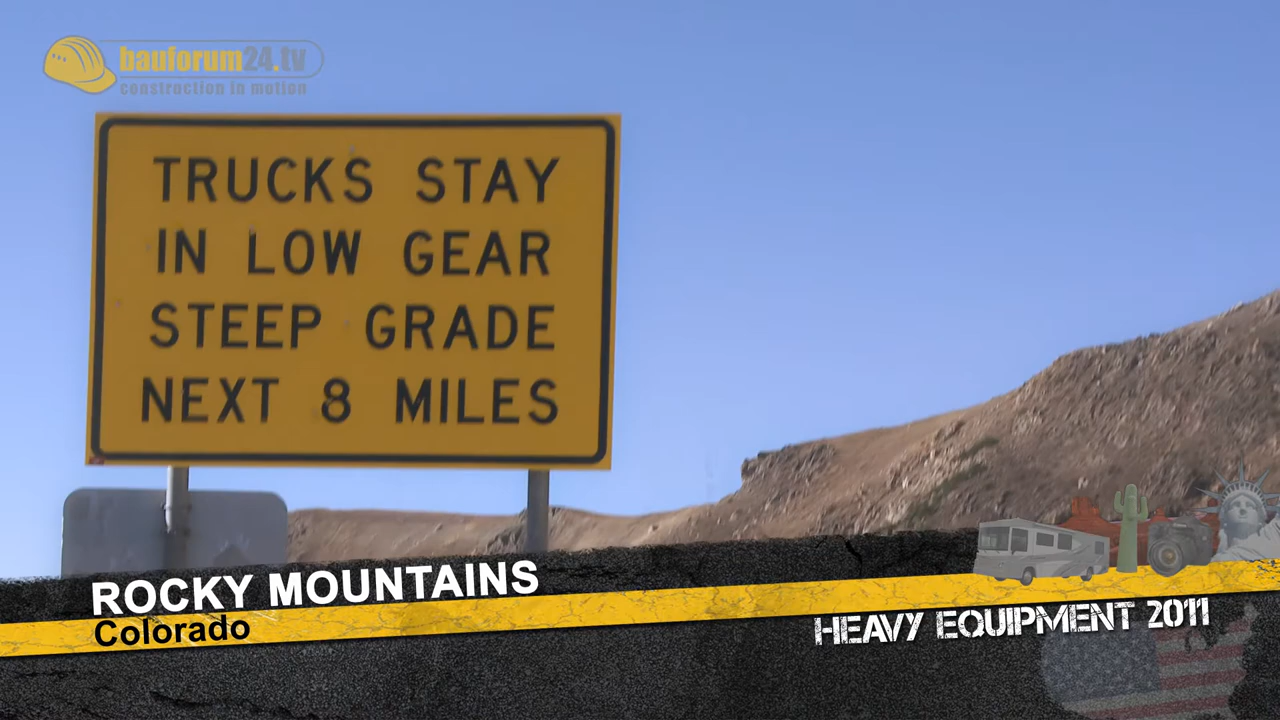 bauforum24.tv
construction in motion
TRUCKS STAY
IN LOW GEAR
STEEP GRADE
NEXT 8 MILES
ROCKY MOUNTAINS
Colorado
HEAVY EQUIPMENT 2011